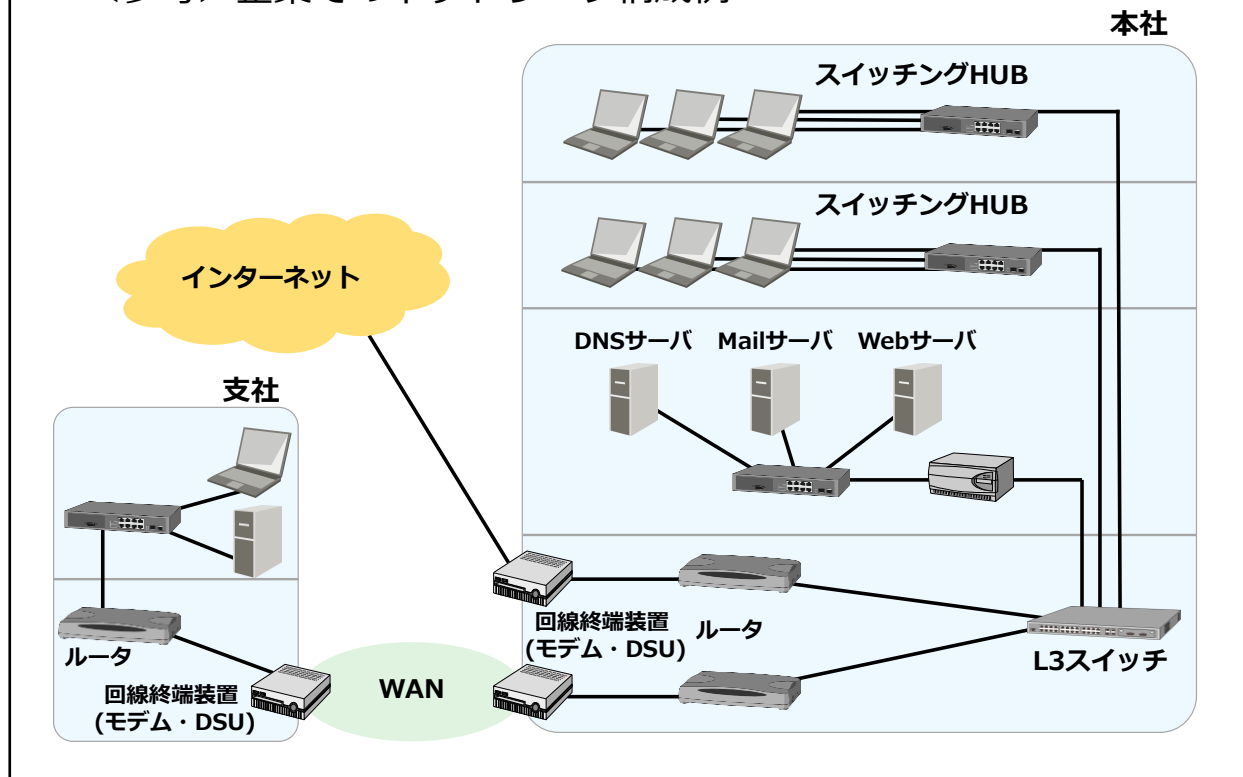 本社
スイッチングHUB
スイッチングHUB
インターネット
DNSサーバ Mailサーバ Webサーバ
支社
回線終端装置
(モデム・DSU)
ルータ
L3スイッチ
ルータ
回線終端装置
(モデム・DSU)
WAN